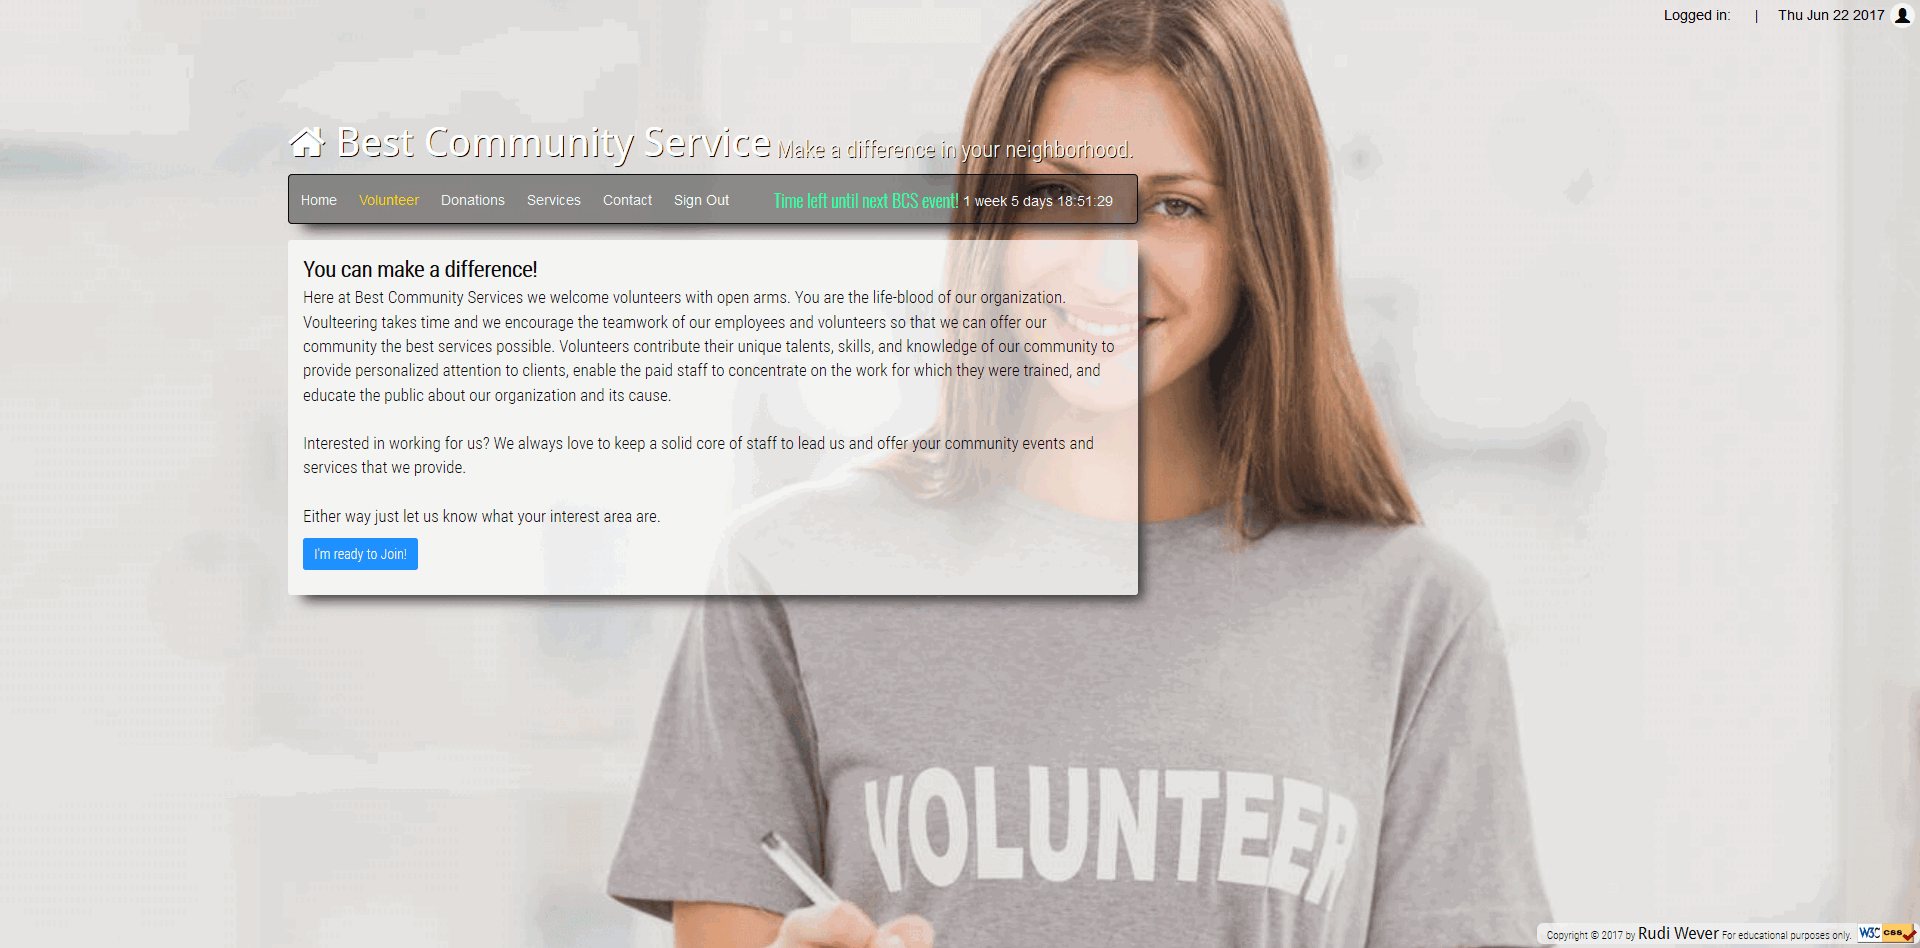 Logged in: | Thu Jun 22 2017
Best Community Service Make a difference in your neighborhood.
Home Volunteer Donations Services Contact Sign Out Time left until next BCS event! 1 week 5 days 18:51:29
You can make a difference!
Here at Best Community Services we welcome volunteers with open arms. You are the life-blood of our organization.
Voulteering takes time and we encourage the teamwork of our employees and volunteers so that we can offer our
community the best services possible. Volunteers contribute their unique talents, skills, and knowledge of our community to
provide personalized attention to clients, enable the paid staff to concentrate on the work for which they were trained, and
educate the public about our organization and its cause.
Interested in working for us? We always love to keep a solid core of staff to lead us and offer your community events and
services that we provide.
Either way just let us know what your interest area are.
I'm ready to Join!
VOLUNTEER
Copyright © 2017 by Rudi Wever For educational purposes only. W3C css